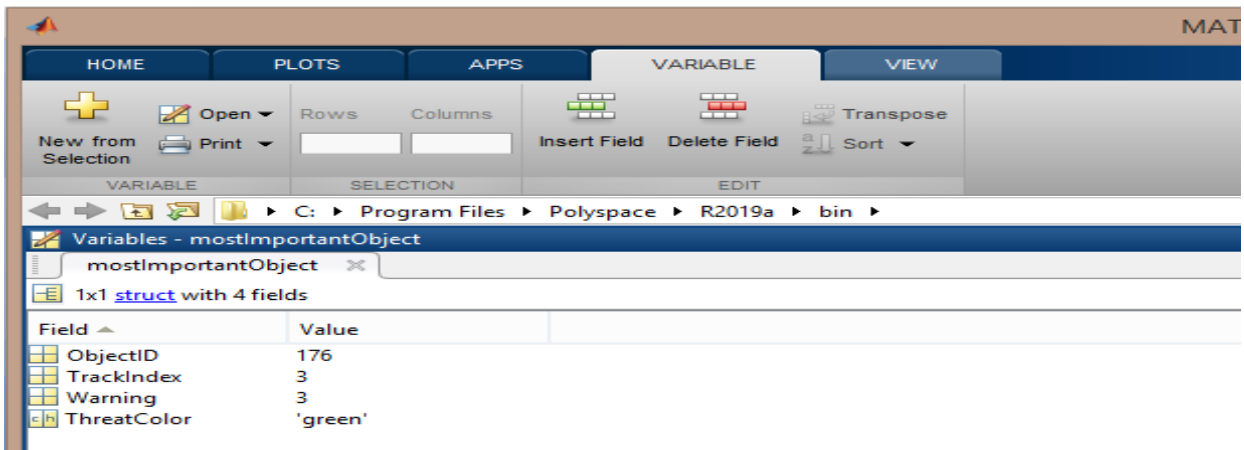 MAT
HOME PLOTS APPS VARIABLE VIEW
New from Selection
Open
Print
Rows Columns
Insert Field
Delete Field
Transpose
a z Sort
VARIABLE SELECTION EDIT
C: Program Files Polyspace R2019a bin
Variables - mostImportantObject
mostImportantObject
1x1 struct with 4 fields
Field Value
ObjectID 176
TrackIndex 3
Warning 3
ch ThreatColor 'green'